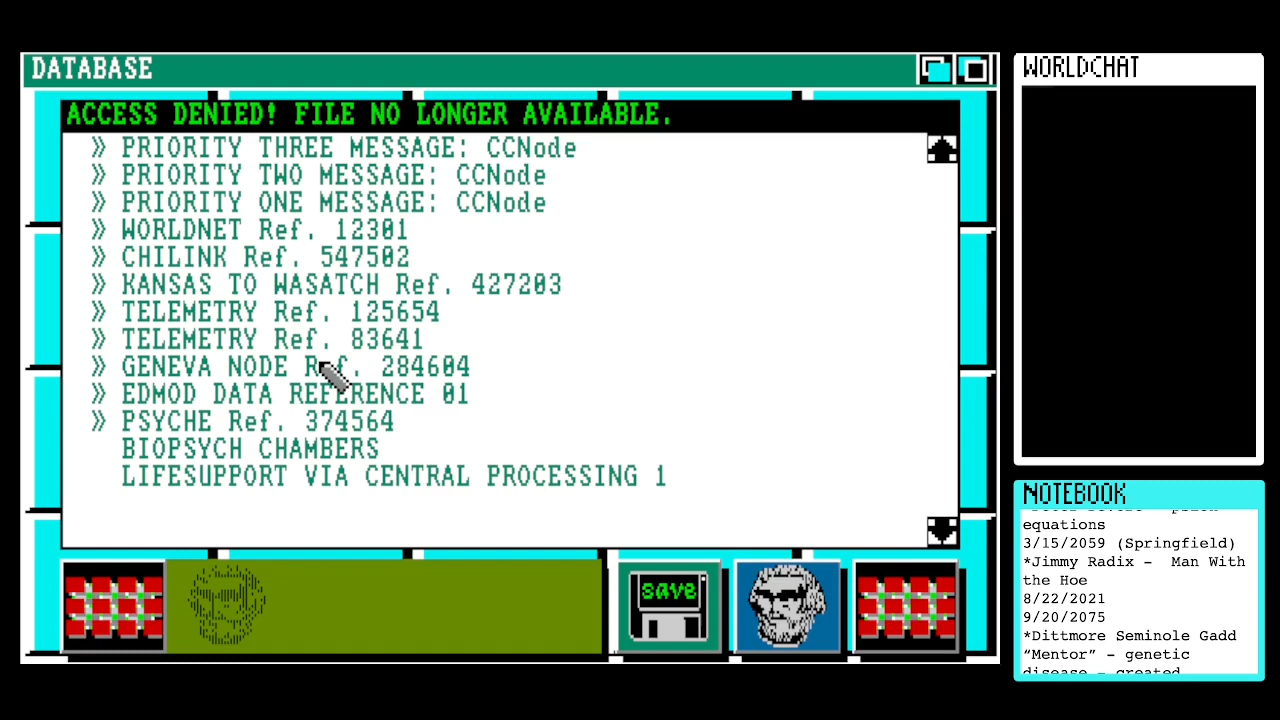 DATABASE
ACCESS DENIED! FILE NO LONGER AVAILABLE.
» PRIORITY THREE MESSAGE: CCNode
» PRIORITY TWO MESSAGE: CCNode
» PRIORITY ONE MESSAGE: CCNode
» WORLDNET Ref. 12301
» CHILINK Ref. 547502
» KANSAS TO WASATCH Ref. 427203
» TELEMETRY Ref. 125654
» TELEMETRY Ref. 83641
» GENEVA NODE Ref. 284604
» EDMOD DATA REFERENCE 01
» PSYCHE Ref. 374564
BIOPSYCH CHAMBERS
LIFESUPPORT VIA CENTRAL PROCESSING 1
save
WORLDCHAT
NOTEBOOK
equations
3/15/2059 (Springfield)
*Jimmy Radix - Man With
the Hoe
8/22/2021
9/20/2075
*Dittmore Seminole Gadd
“Mentor” - genetic
disease - created